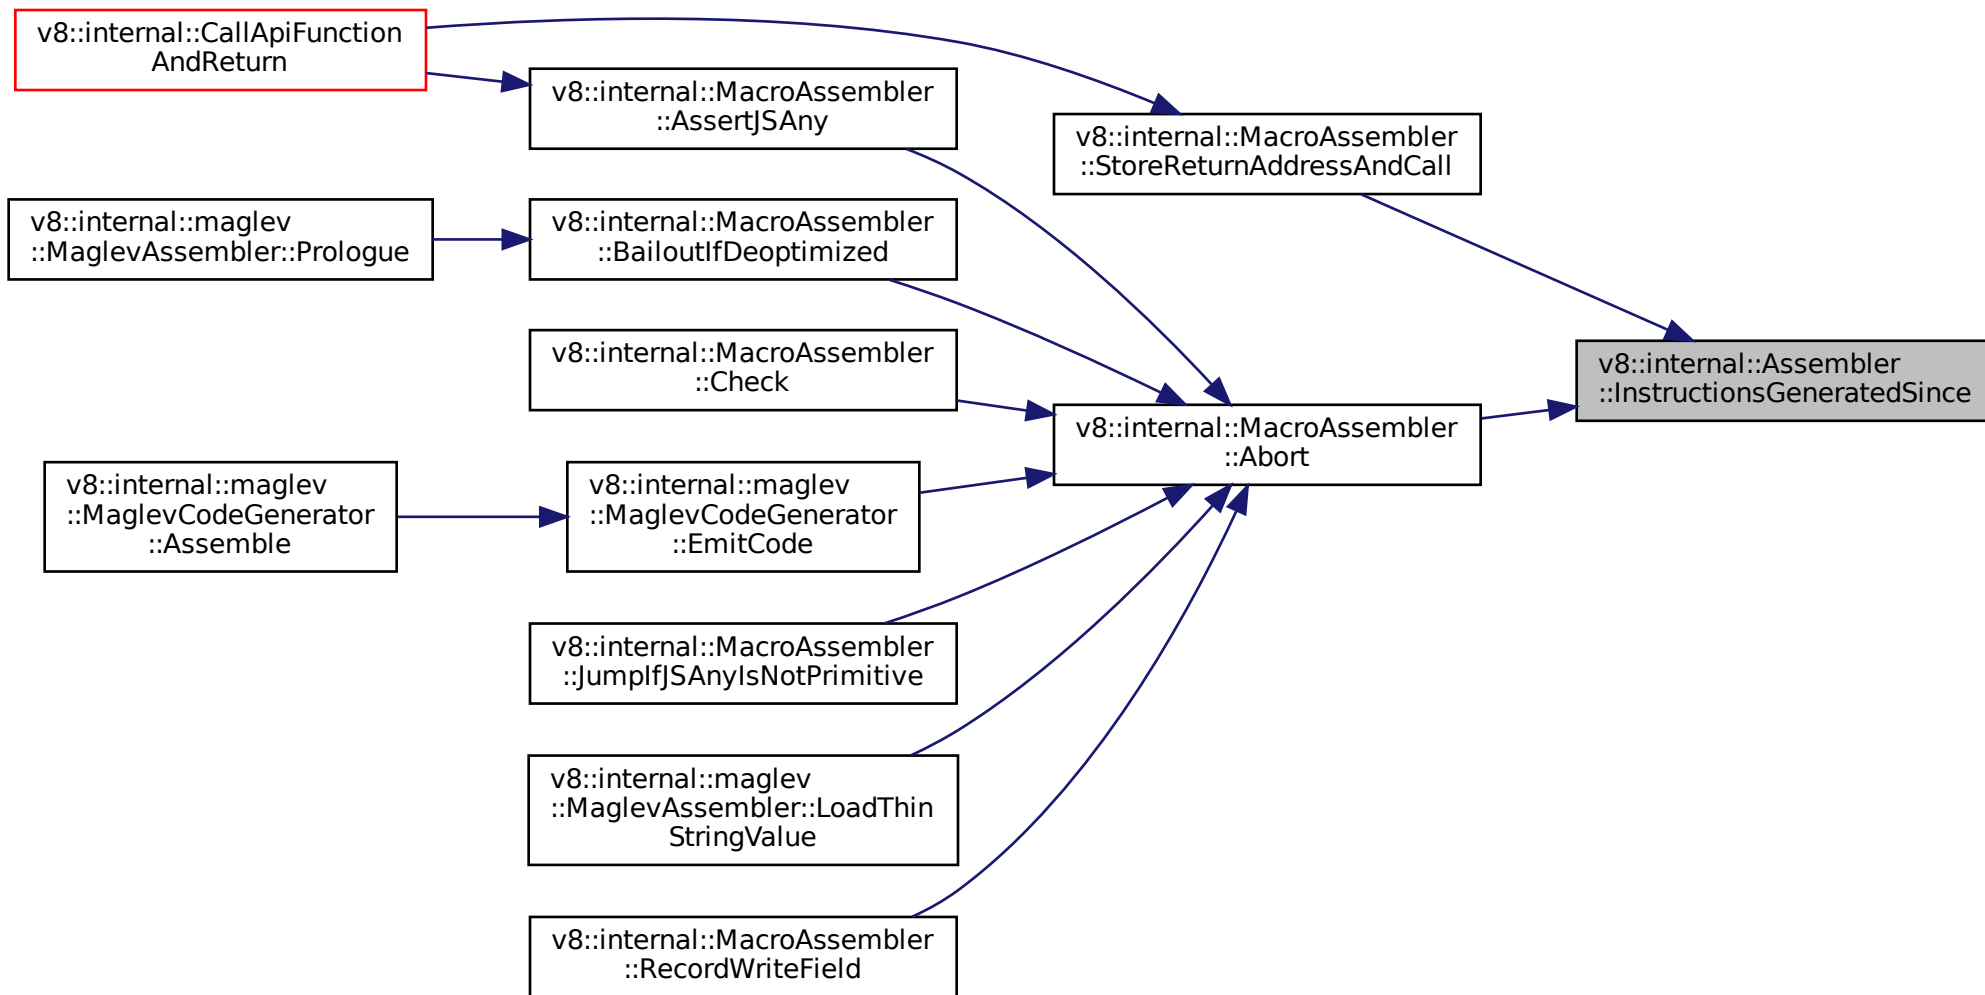 v8::internal::CallApiFunction
AndReturn
v8::internal::MacroAssembler
::AssertJSAny
v8::internal::MacroAssembler
::StoreReturnAddressAndCall
v8::internal::maglev
::MaglevAssembler::Prologue
v8::internal::MacroAssembler
::BailoutIfDeoptimized
v8::internal::MacroAssembler
::Check
v8::internal::Assembler
::InstructionsGeneratedSince
v8::internal::MacroAssembler
::Abort
v8::internal::maglev
::MaglevCodeGenerator
::Assemble
v8::internal::maglev
::MaglevCodeGenerator
::EmitCode
v8::internal::MacroAssembler
::JumpIfJSAnyIsNotPrimitive
v8::internal::maglev
::MaglevAssembler::LoadThin
StringValue
v8::internal::MacroAssembler
::RecordWriteField